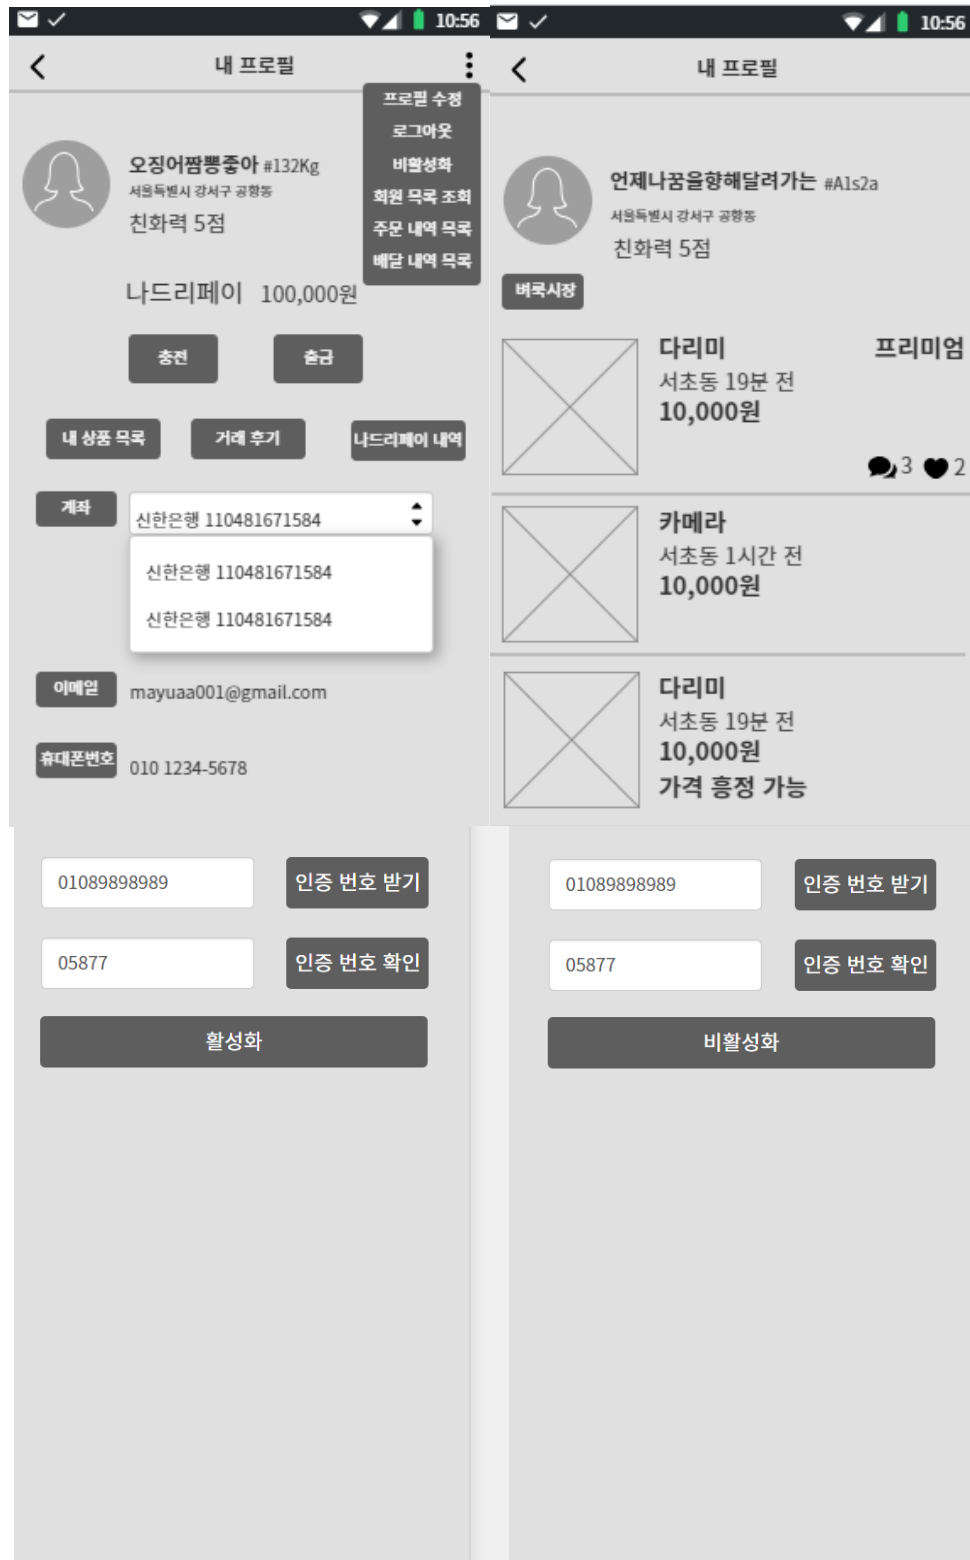 10:56
내 프로필
프로필 수정
로그아웃
비활성화
회원 목록 조회
주문 내역 목록
배달 내역 목록
오징어짬뽕좋아 #132Kg
서울특별시 강서구 공항동
친화력 5점
나드리페이 100,000원
충전 출금
내 상품 목록 거래 후기 나드리페이 내역
계좌 신한은행 110481671584
신한은행 110481671584
신한은행 110481671584
이메일 mayuaa001@gmail.com
휴대폰번호 010 1234-5678
10:56
내 프로필
언제나꿈을향해달려가는 #A1s2a
서울특별시 강서구 공항동
친화력 5점
벼룩시장
다리미 프리미엄
서초동 19분 전
10,000원
3 2
카메라
서초동 1시간 전
10,000원
다리미
서초동 19분 전
10,000원
가격 흥정 가능
01089898989 인증 번호 받기
05877 인증 번호 확인
활성화
01089898989 인증 번호 받기
05877 인증 번호 확인
비활성화